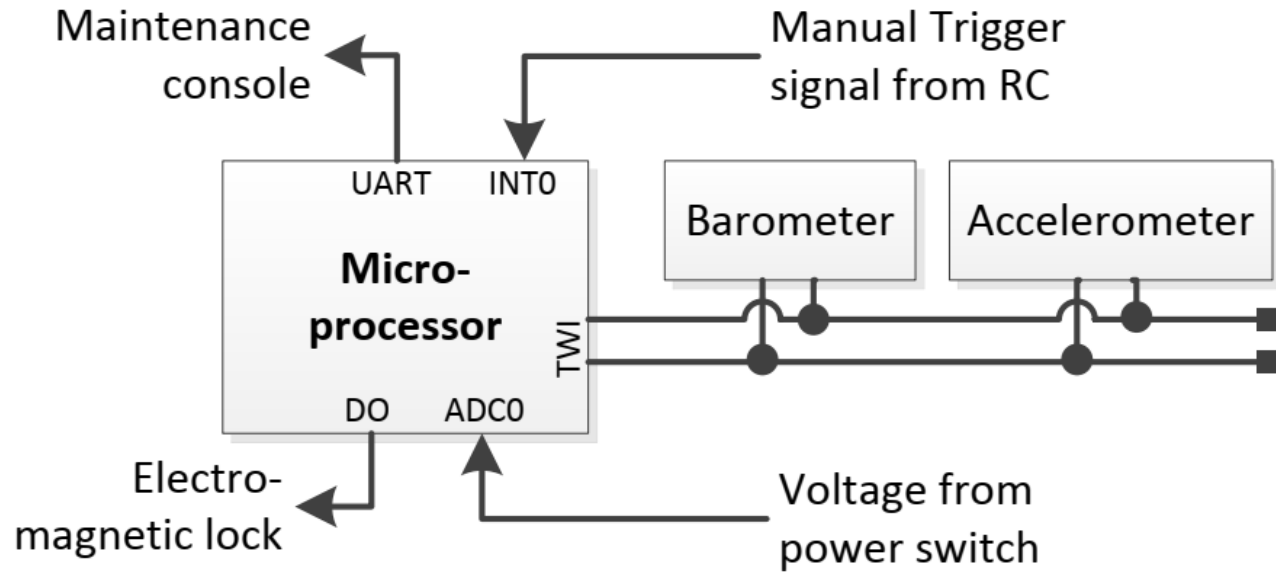 Maintenance
console
Manual Trigger
signal from RC
UART
INT0
Barometer
Accelerometer
Micro-
processor
TWI
DO
ADC0
Electro-
magnetic lock
Voltage from
power switch